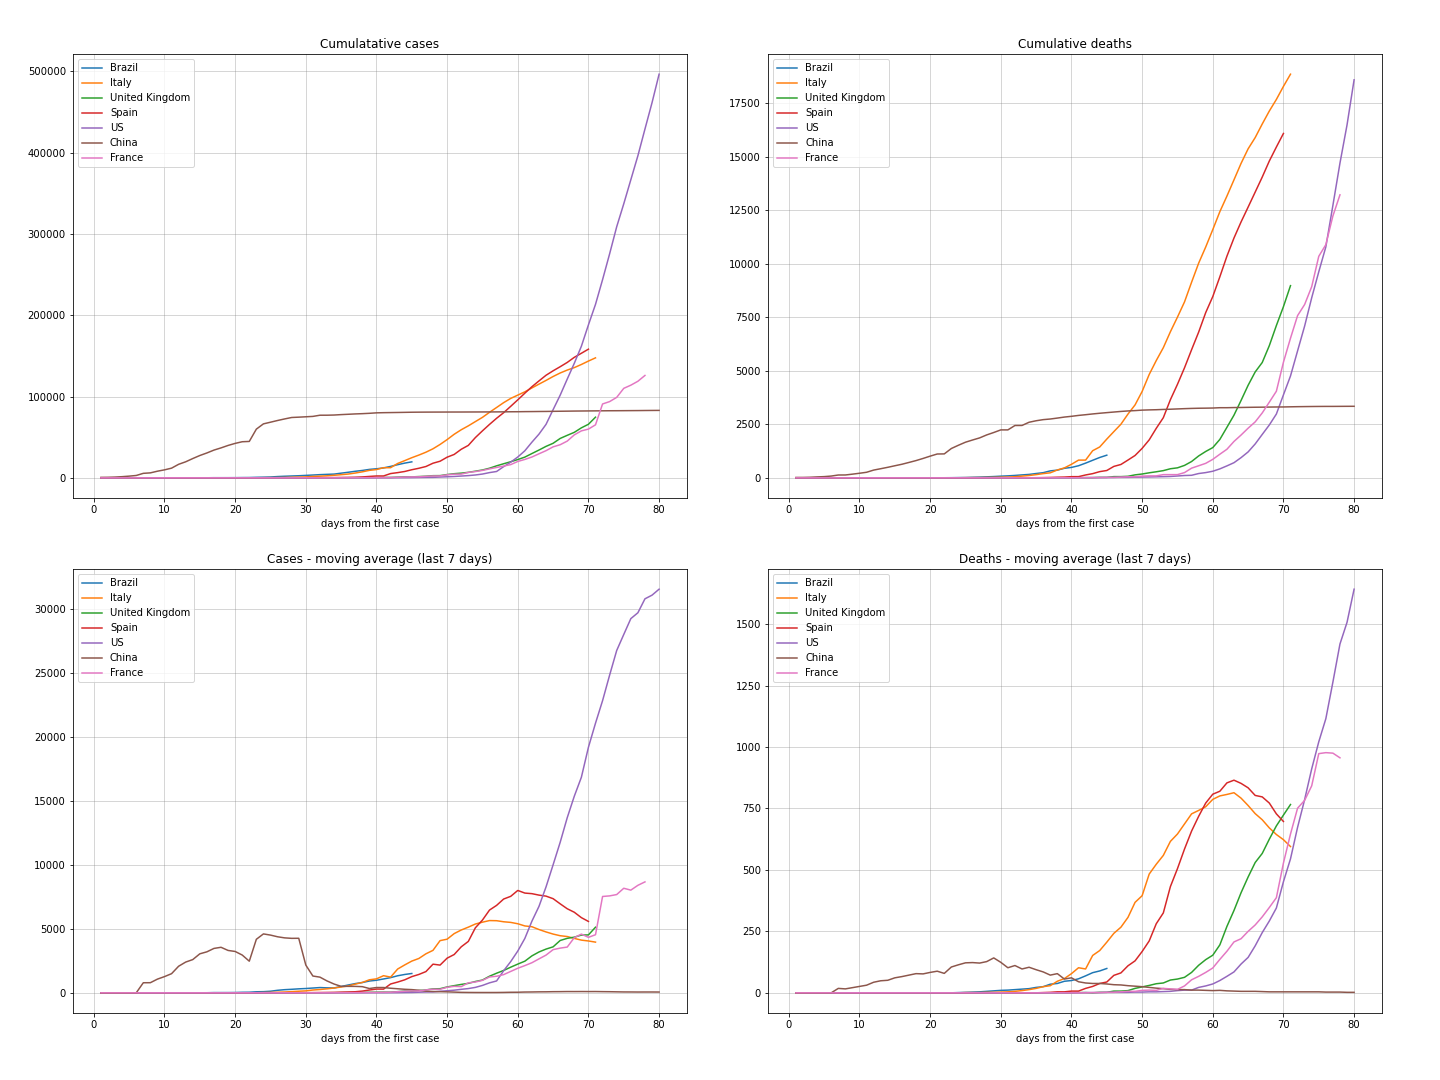 Cumulatative cases
500000
400000
300000
200000
100000
0
Brazil
Italy
United Kingdom
Spain
US
China
France
0 10 20 30 40 50 60 70 80
days from the first case
Cumulative deaths
17500
15000
12500
10000
7500
5000
2500
0
Brazil
Italy
United Kingdom
Spain
US
China
France
0 10 20 30 40 50 60 70 80
days from the first case
Cases - moving average (last 7 days)
30000
25000
20000
15000
10000
5000
0
Brazil
Italy
United Kingdom
Spain
US
China
France
0 10 20 30 40 50 60 70 80
days from the first case
Deaths - moving average (last 7 days)
1500
1250
1000
750
500
250
0
Brazil
Italy
United Kingdom
Spain
US
China
France
0 10 20 30 40 50 60 70 80
days from the first case